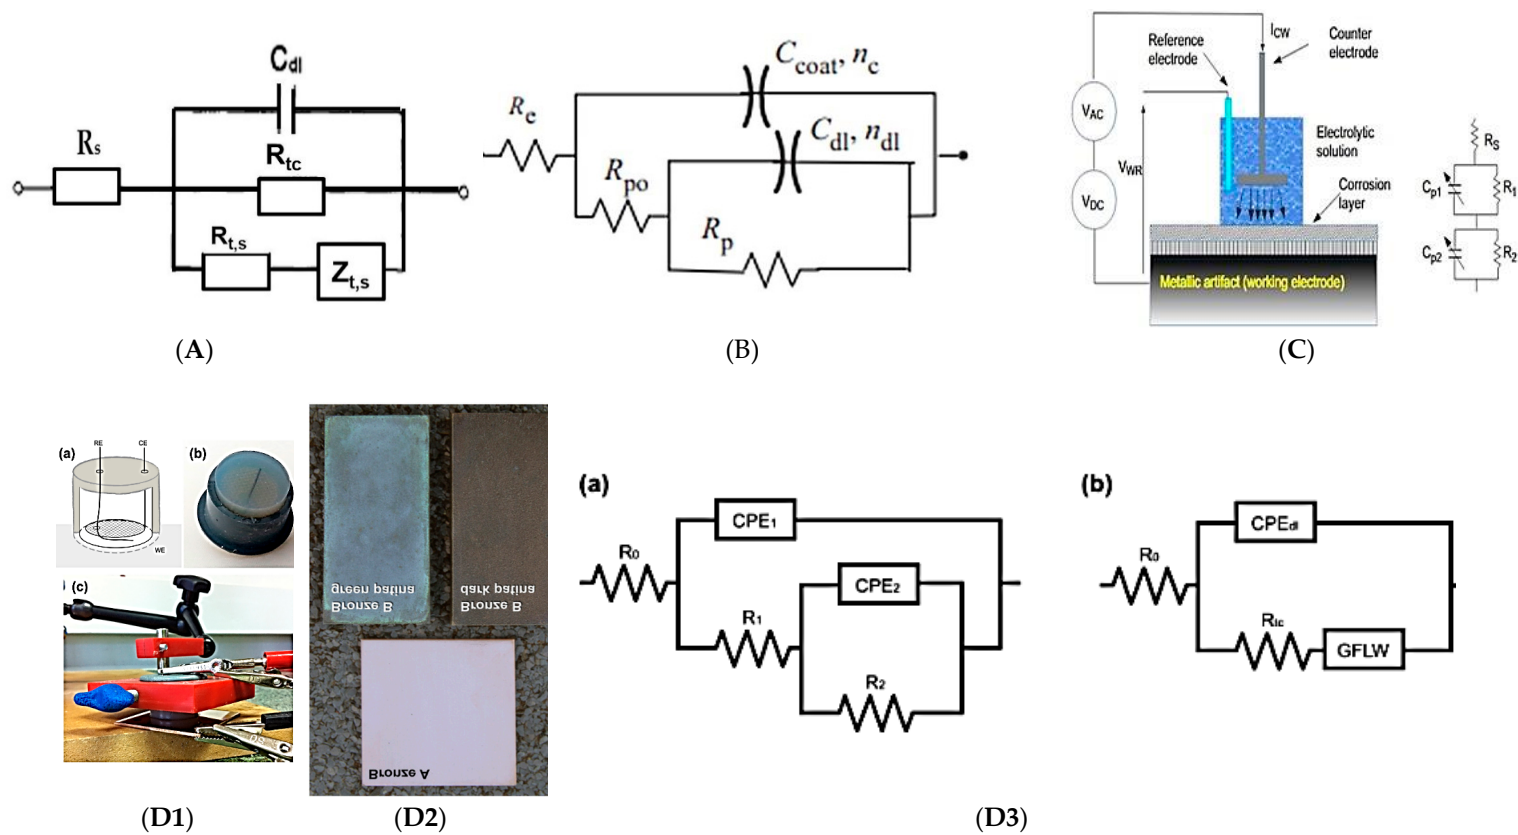 Cdl
Rs
Rtc
Rt,s
Zt,s
(A)
Ccoat, nc
Re
Cdl, ndl
Rpo
Rp
(B)
ICW
Reference
electrode
Counter
electrode
VAC
VWR
VDC
Electrolytic
solution
Corrosion
layer
Metallic artifact (working electrode)
RS
Cp1
R1
Cp2
R2
(C)
(a)
RE
CE
WE
(b)
(c)
(D1)
green patina
Bronze B
dark patina
Bronze B
Bronze A
(D2)
(a)
CPE1
R0
CPE2
R1
R2
(b)
CPEdl
R0
Rtc
GFLW
(D3)